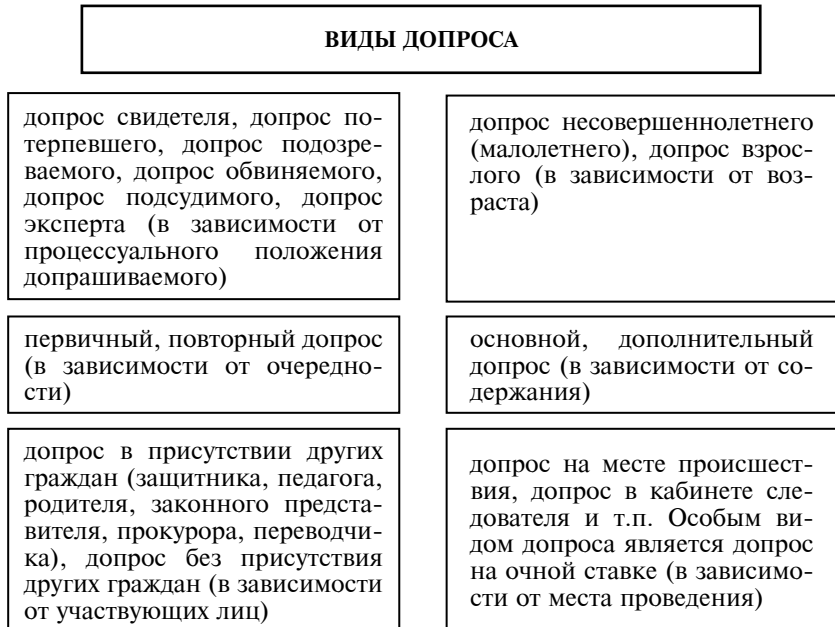 ВИДЫ ДОПРОСА
допрос свидетеля, допрос по-
терпевшего, допрос подозре-
ваемого, допрос обвиняемого,
допрос подсудимого, допрос
эксперта (в зависимости от
процессуального положения
допрашиваемого)
допрос несовершеннолетнего
(малолетнего), допрос взрос-
лого (в зависимости от воз-
раста)
первичный, повторный допрос
(в зависимости от очередно-
сти)
основной, дополнительный
допрос (в зависимости от со-
держания)
допрос в присутствии других
граждан (защитника, педагога,
родителя, законного предста-
вителя, прокурора, переводчи-
ка), допрос без присутствия
других граждан (в зависимости
от участвующих лиц)
допрос на месте происшест-
вия, допрос в кабинете сле-
дователя и т.п. Особым ви-
дом допроса является допрос
на очной ставке (в зависимо-
сти от места проведения)